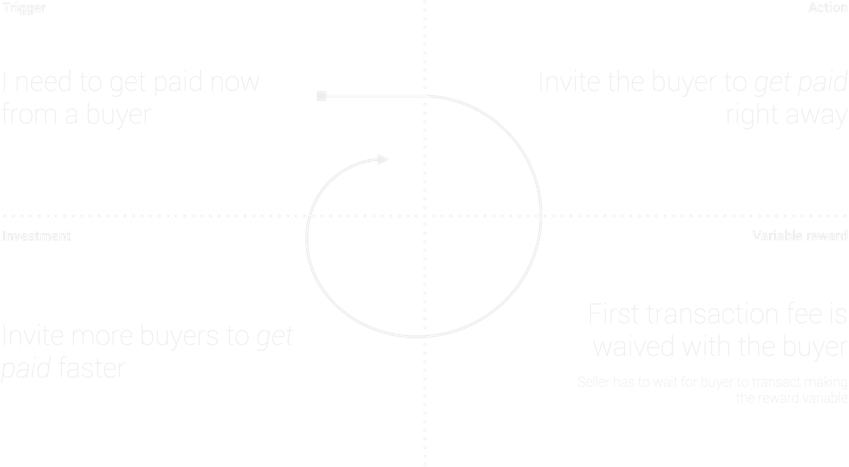 Trigger
I need to get paid now
from a buyer
Action
Invite the buyer to get paid
right away
Investment
Invite more buyers to get
paid faster
Variable reward
First transaction fee is
waived with the buyer
Seller has to wait for buyer to transact making
the reward variable